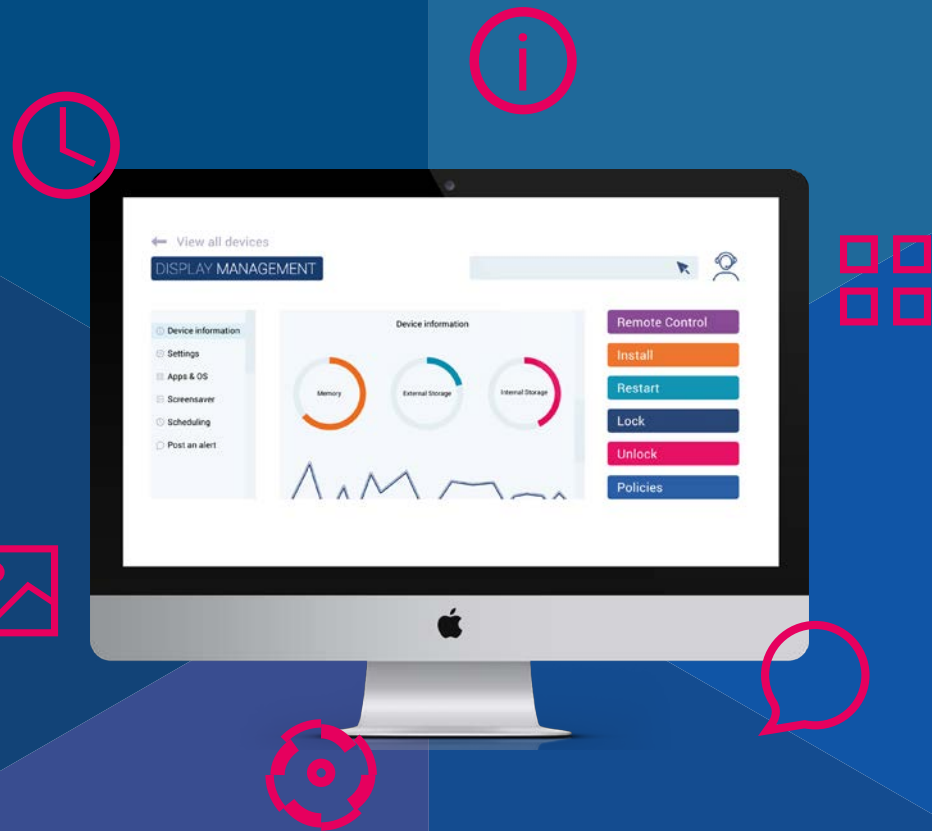 View all devices
DISPLAY MANAGEMENT
Device information
Settings
Apps & OS
Screensaver
Scheduling
Post an alert
Device information
Memory
External Storage
Internal Storage
Remote Control
Install
Restart
Lock
Unlock
Policies